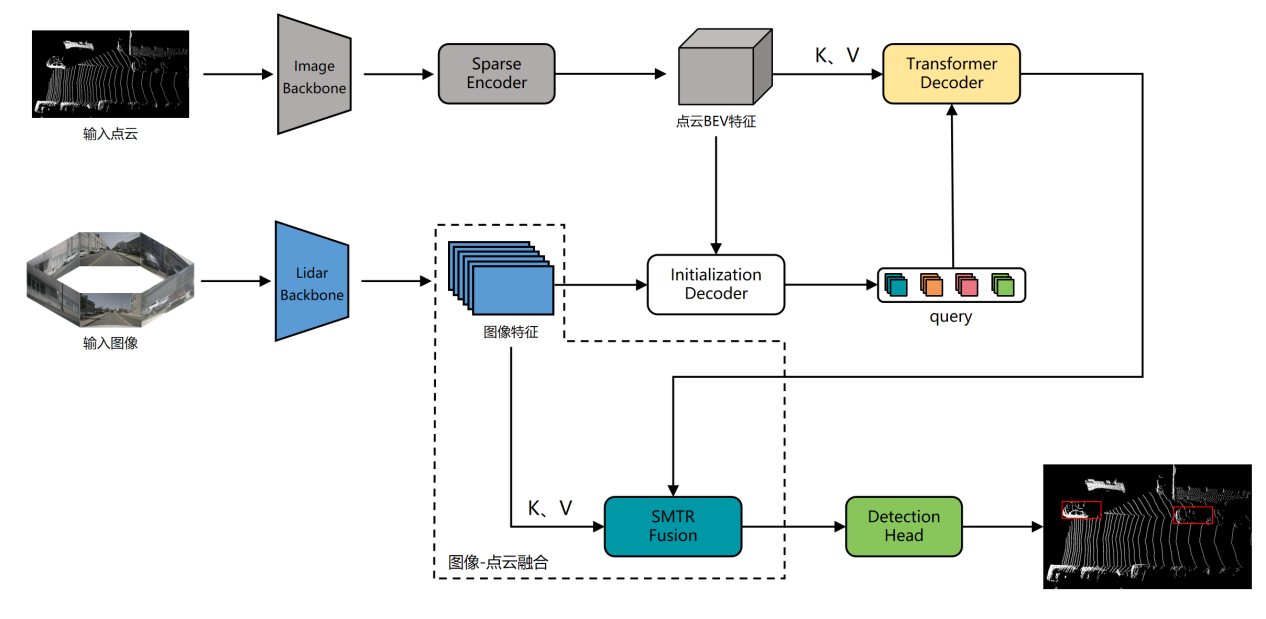 输入点云
Image
Backbone
Sparse
Encoder
点云BEV特征
K、V
Transformer
Decoder
输入图像
Lidar
Backbone
图像特征
Initialization
Decoder
query
K、V
图像-点云融合
SMTR
Fusion
Detection
Head